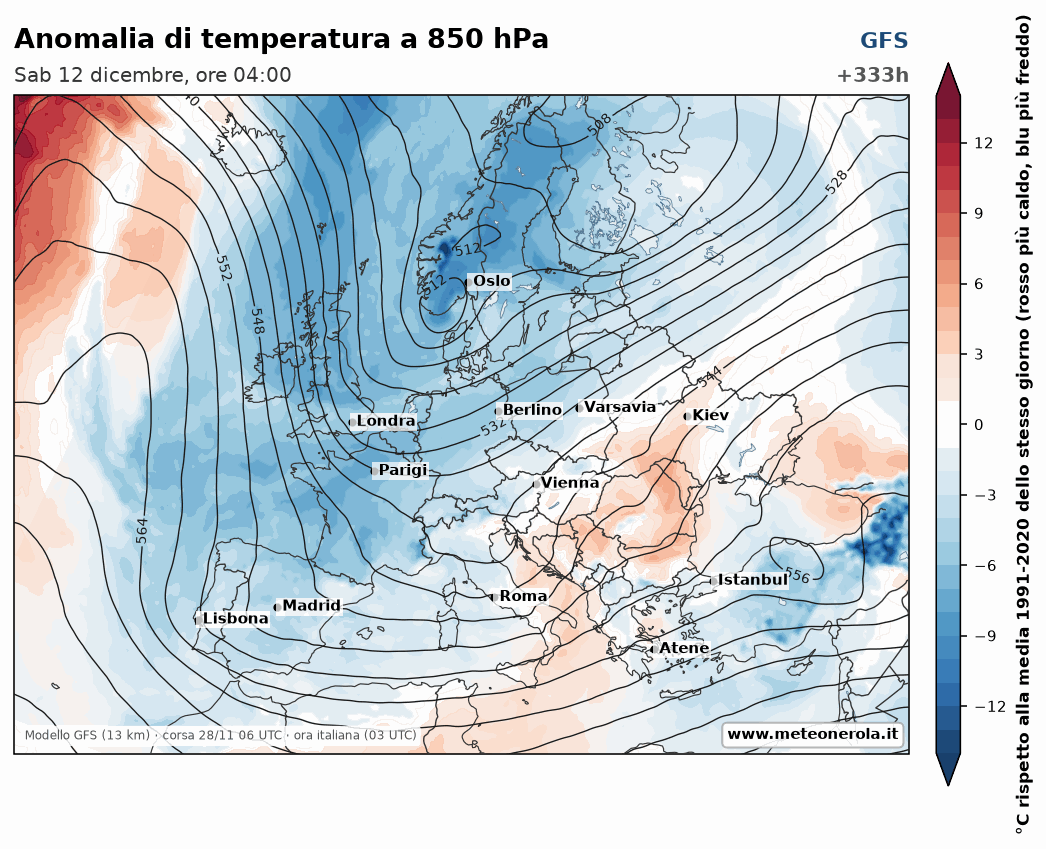 Anomalia di temperatura a 850 hPa
GFS
Sab 12 dicembre, ore 04:00
+333h
508
528
552
512
512
Oslo
548
544
Londra
Berlino
Varsavia
Kiev
532
Parigi
Vienna
564
556
Istanbul
Roma
Madrid
Lisbona
Atene
Modello GFS (13 km) · corsa 28/11 06 UTC · ora italiana (03 UTC)
www.meteonerola.it
12
9
6
3
0
−3
−6
−9
−12
°C rispetto alla media 1991-2020 dello stesso giorno (rosso più caldo, blu più freddo)